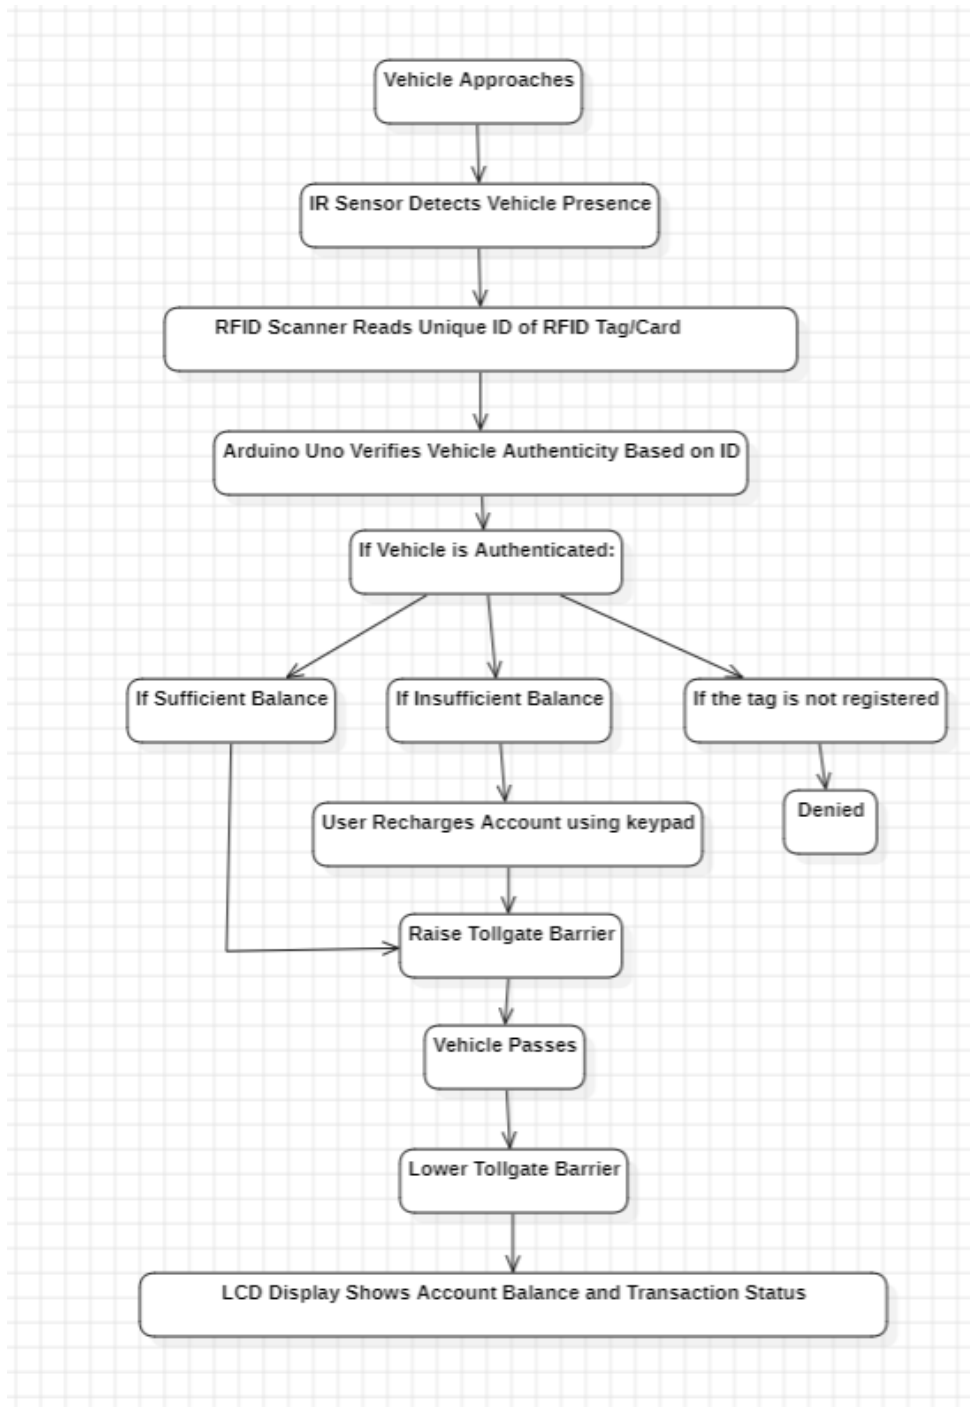 Vehicle Approaches
IR Sensor Detects Vehicle Presence
RFID Scanner Reads Unique ID of RFID Tag/Card
Arduino Uno Verifies Vehicle Authenticity Based on ID
If Vehicle is Authenticated:
If Sufficient Balance
If Insufficient Balance
If the tag is not registered
Denied
User Recharges Account using keypad
Raise Tollgate Barrier
Vehicle Passes
Lower Tollgate Barrier
LCD Display Shows Account Balance and Transaction Status